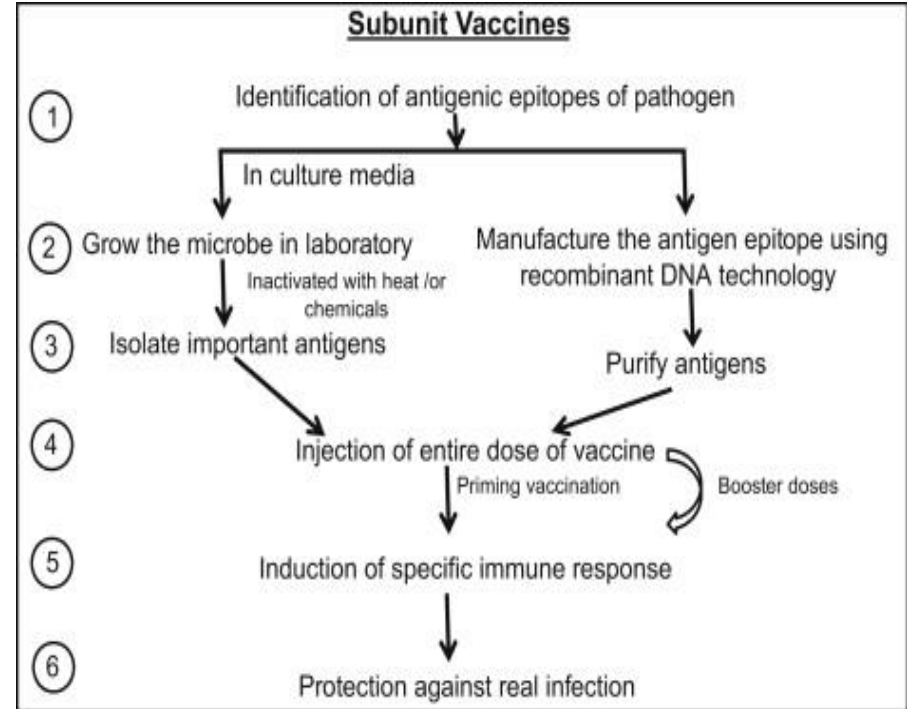 Subunit Vaccines
1
Identification of antigenic epitopes of pathogen
In culture media
2
Grow the microbe in laboratory
Manufacture the antigen epitope using
recombinant DNA technology
Inactivated with heat /or
chemicals
3
Isolate important antigens
Purify antigens
4
Injection of entire dose of vaccine
Priming vaccination
Booster doses
5
Induction of specific immune response
6
Protection against real infection